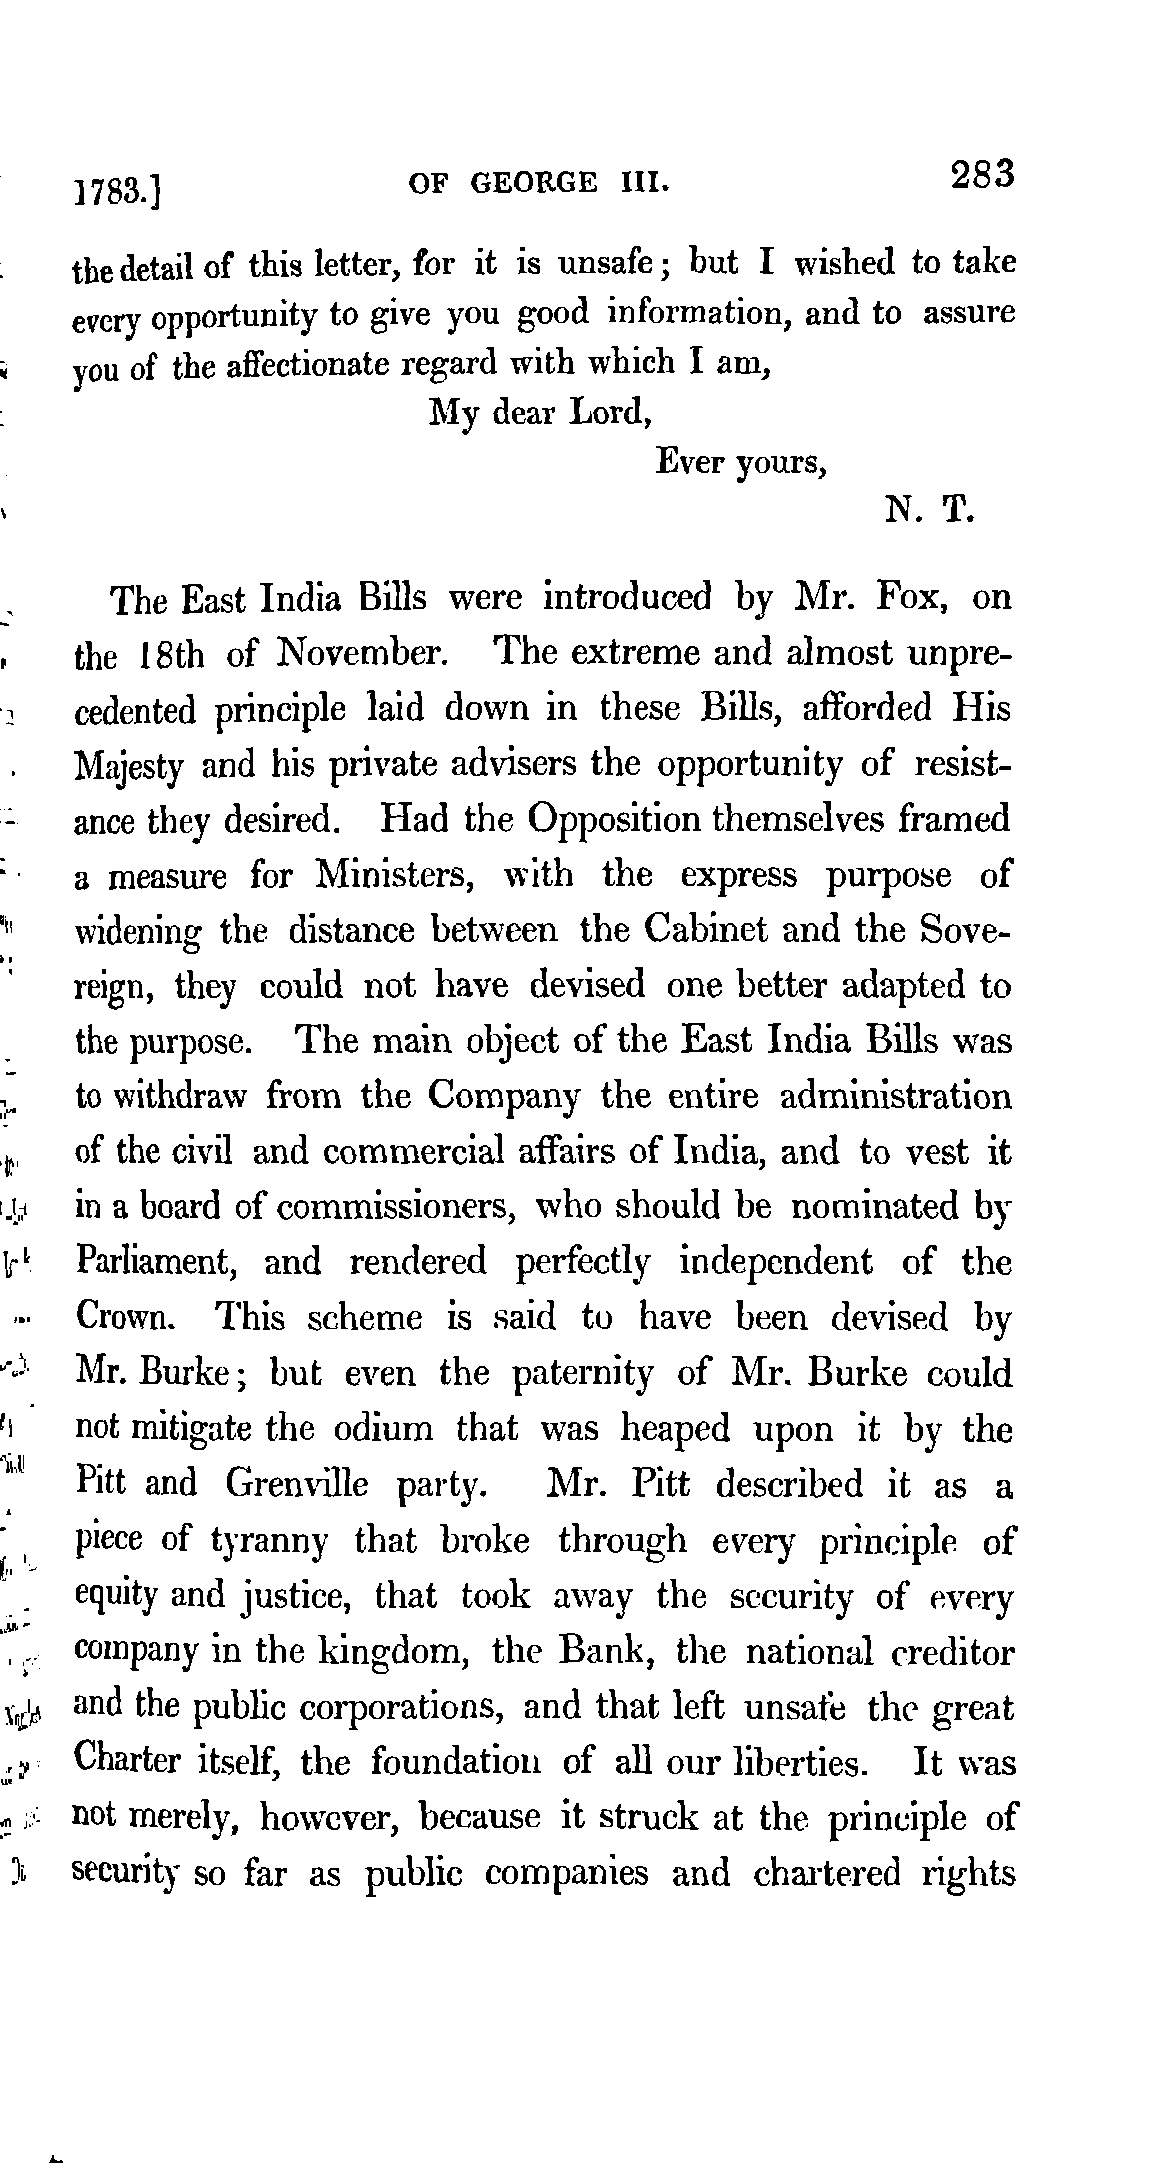 1783.] OF GEORGE III. 283
the detail of this letter, for it is unsafe; but I wished to take
every opportunity to give you good information, and to assure
you of the affectionate regard with which I am,
My dear Lord,
Ever yours,
N. T.
The East India Bills were introduced by Mr. Fox, on
the 18th of November. The extreme and almost unpre-
cedented principle laid down in these Bills, afforded His
Majesty and his private advisers the opportunity of resist-
ance they desired. Had the Opposition themselves framed
a measure for Ministers, with the express purpose of
widening the distance between the Cabinet and the Sove-
reign, they could not have devised one better adapted to
the purpose. The main object of the East India Bills was
to withdraw from the Company the entire administration
of the civil and commercial affairs of India, and to vest it
in a board of commissioners, who should be nominated by
Parliament, and rendered perfectly independent of the
Crown. This scheme is said to have been devised by
Mr. Burke; but even the paternity of Mr. Burke could
not mitigate the odium that was heaped upon it by the
Pitt and Grenville party. Mr. Pitt described it as a
piece of tyranny that broke through every principle of
equity and justice, that took away the security of every
company in the kingdom, the Bank, the national creditor
and the public corporations, and that left unsafe the great
Charter itself, the foundation of all our liberties. It was
not merely, however, because it struck at the principle of
security so far as public companies and chartered rights